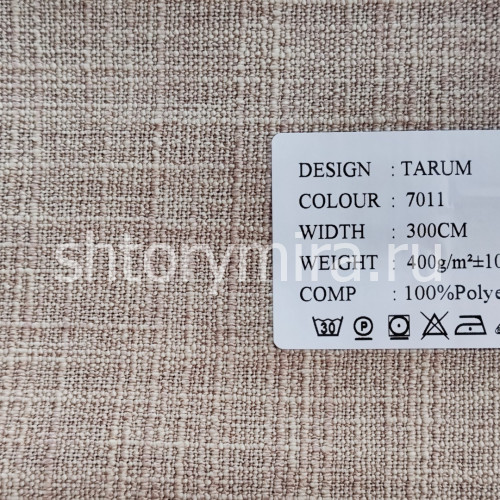 DESIGN : TARUM
COLOUR : 7011
WIDTH : 300CM
shtorymira.ru
WEIGHT : 400g/m²±10
COMP : 100%Polye
30 P